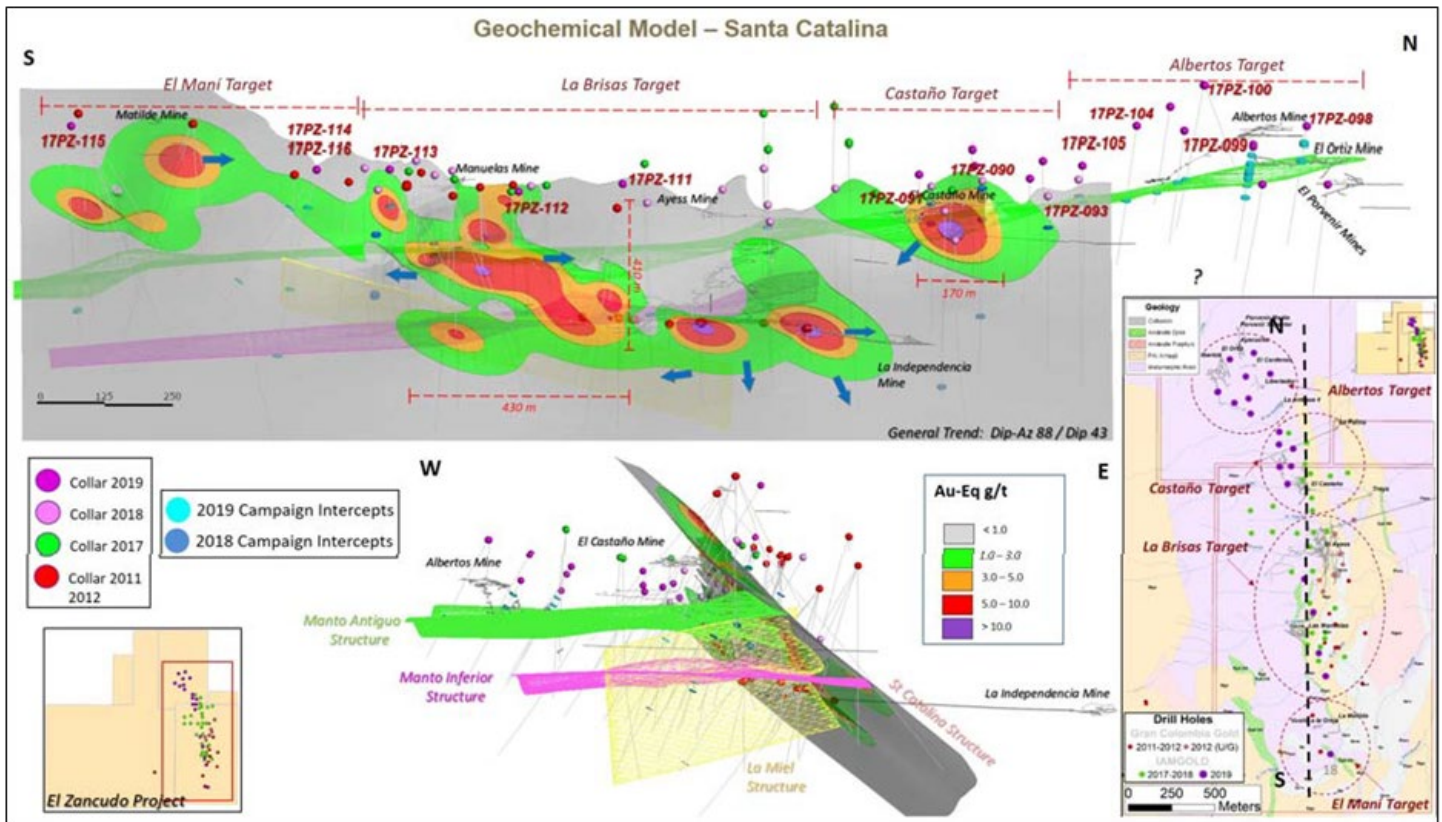 Geochemical Model – Santa Catalina
S
N
El Maní Target
La Brisas Target
Castaño Target
Albertos Target
Matilde Mine
17PZ-115
17PZ-114
17PZ-116
17PZ-113
Manuelas Mine
17PZ-112
17PZ-111
Ayess Mine
17PZ-091
17PZ-090
El Castaño Mine
17PZ-093
17PZ-105
17PZ-104
17PZ-100
Albertos Mine
17PZ-099
17PZ-098
El Ortiz Mine
El Porvenir Mines
?
430 m
170 m
430 m
La Independencia
Mine
0 125 250
General Trend: Dip-Az 88 / Dip 43
Collar 2019
Collar 2018
Collar 2017
Collar 2011
2012
2019 Campaign Intercepts
2018 Campaign Intercepts
El Zancudo Project
W
E
Albertos Mine
El Castaño Mine
Manto Antiguo
Structure
Manto Inferior
Structure
La Miel
Structure
St Catalina Structure
La Independencia Mine
Au-Eq g/t
< 1.0
1.0 – 3.0
3.0 – 5.0
5.0 – 10.0
> 10.0
Geology
N
Albertos Target
Castaño Target
El Castaño
La Brisas Target
Drill Holes
Gran Colombia Gold
2011-2012 2012 (U/G)
IAMGOLD
2017-2018 2019
0 250 500
Meters
18
S
El Maní Target